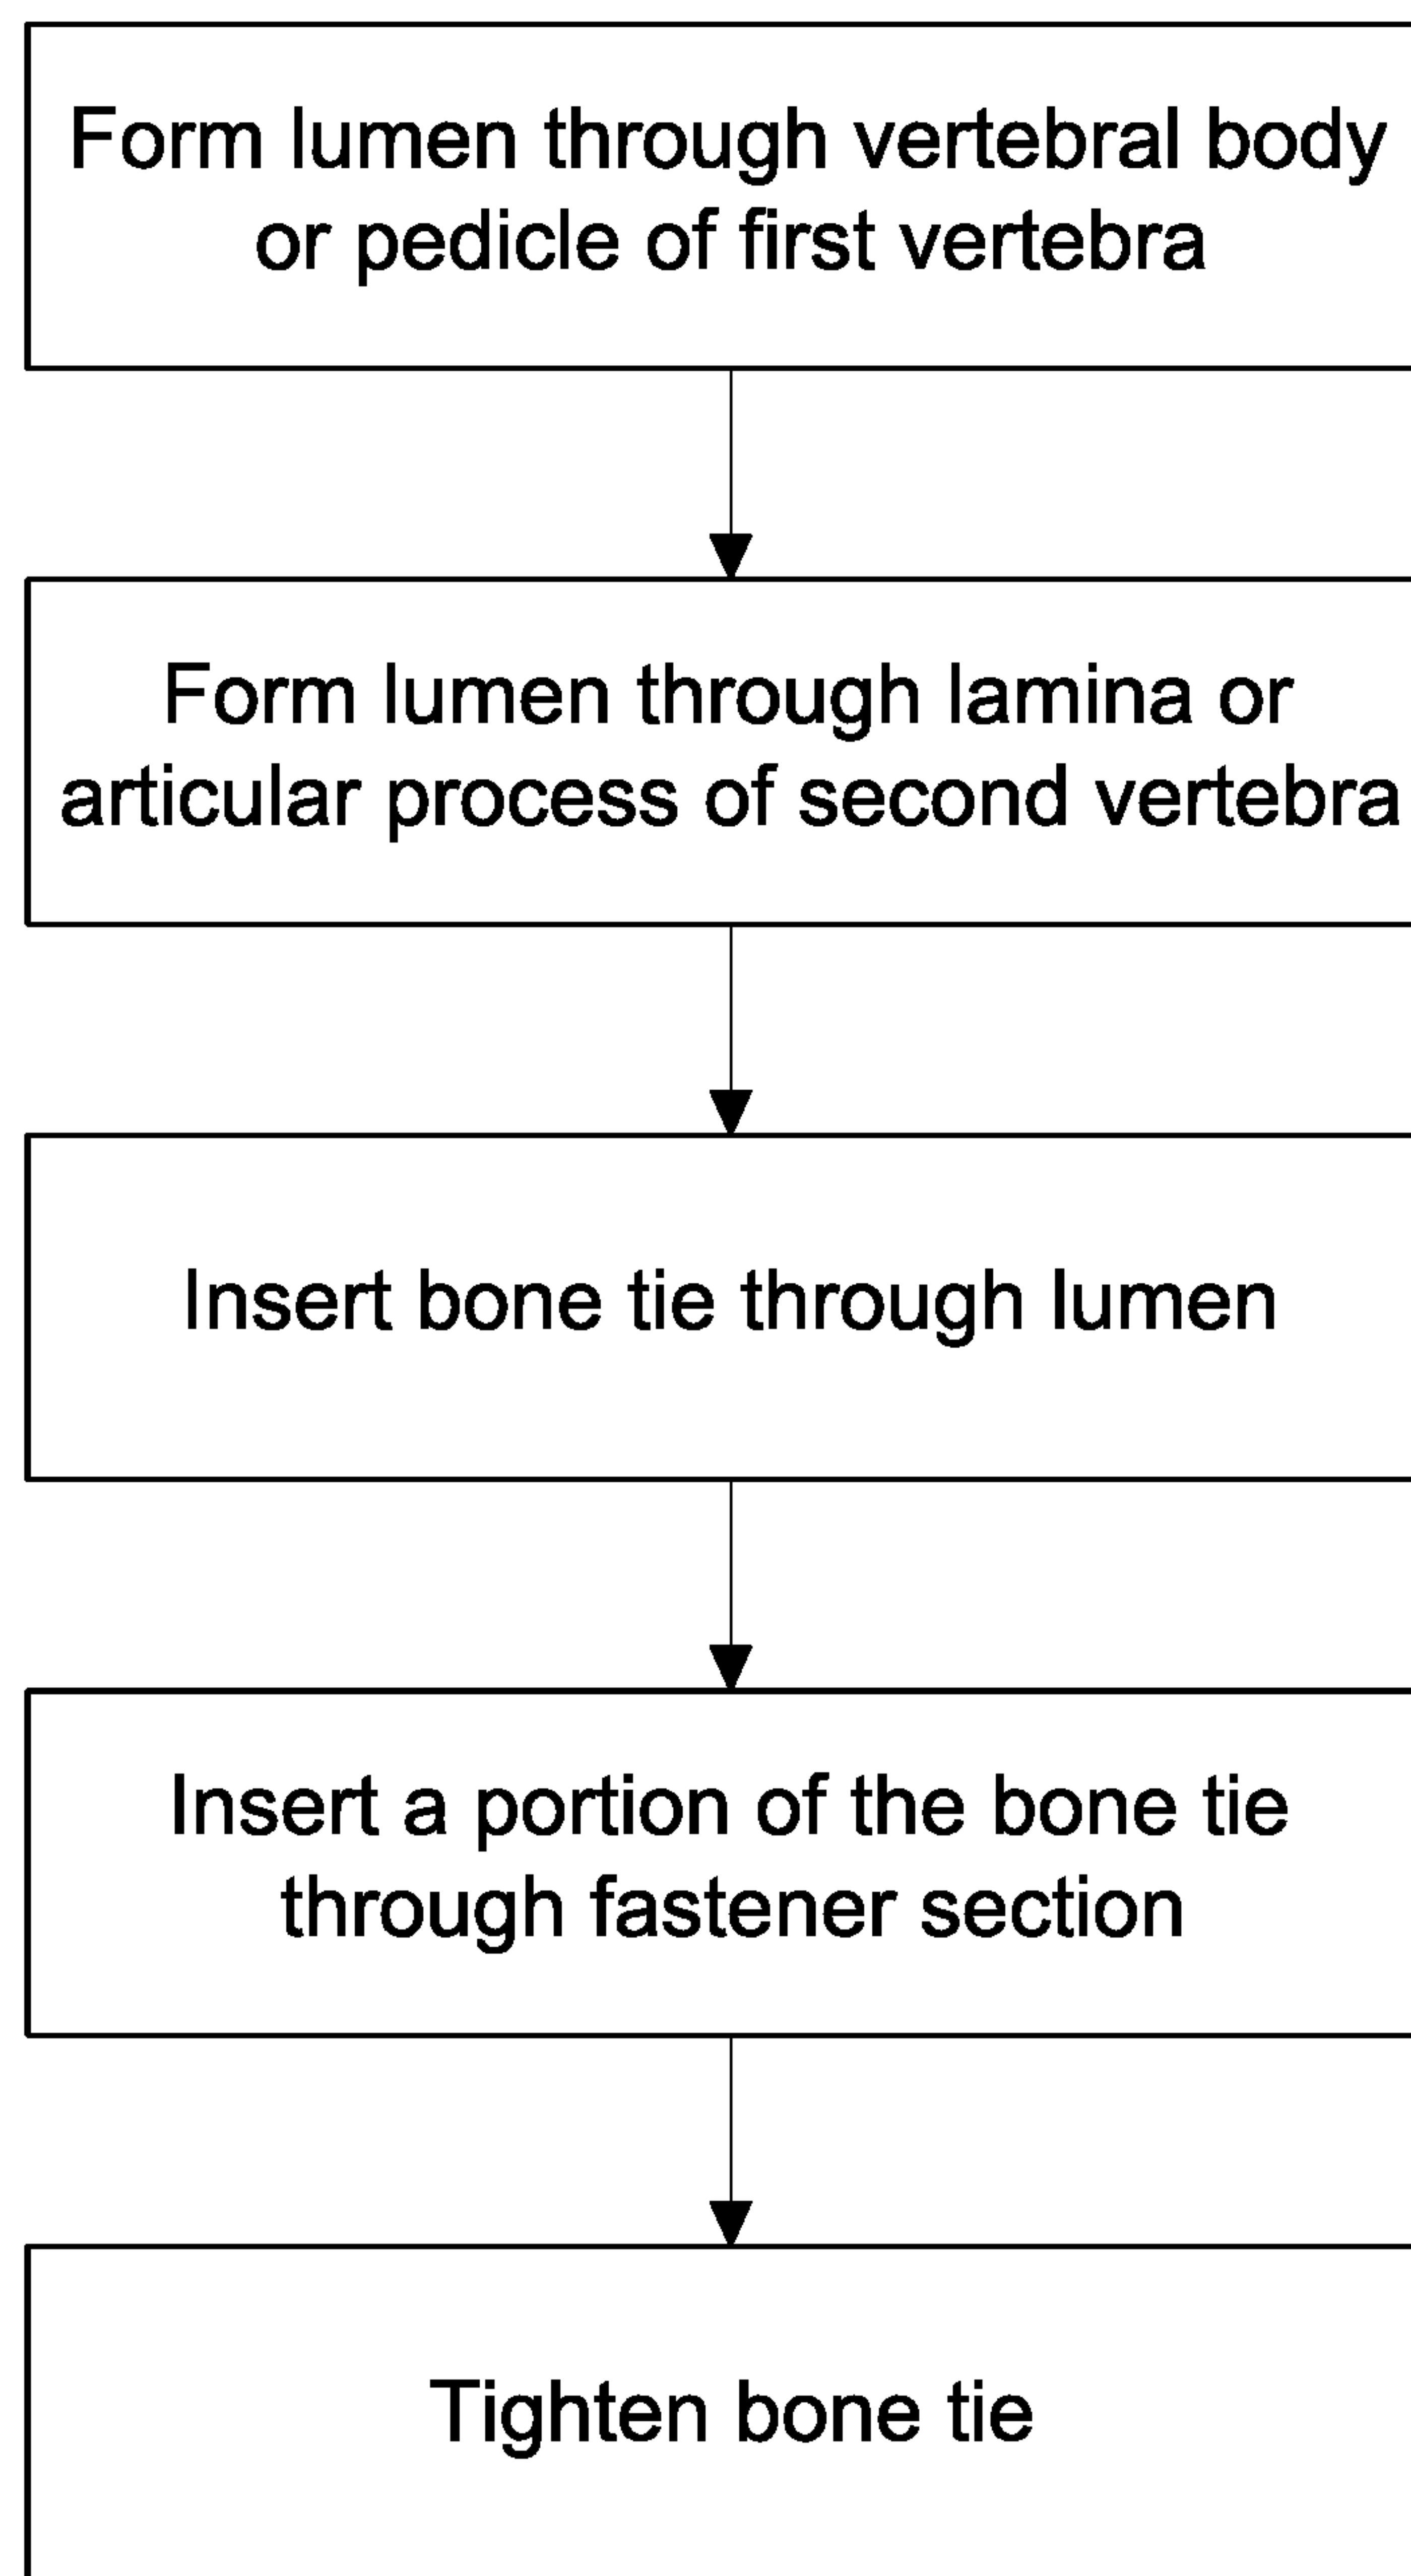 Form lumen through vertebral body
or pedicle of first vertebra
Form lumen through lamina or
articular process of second vertebra
Insert bone tie through lumen
Insert a portion of the bone tie
through fastener section
Tighten bone tie